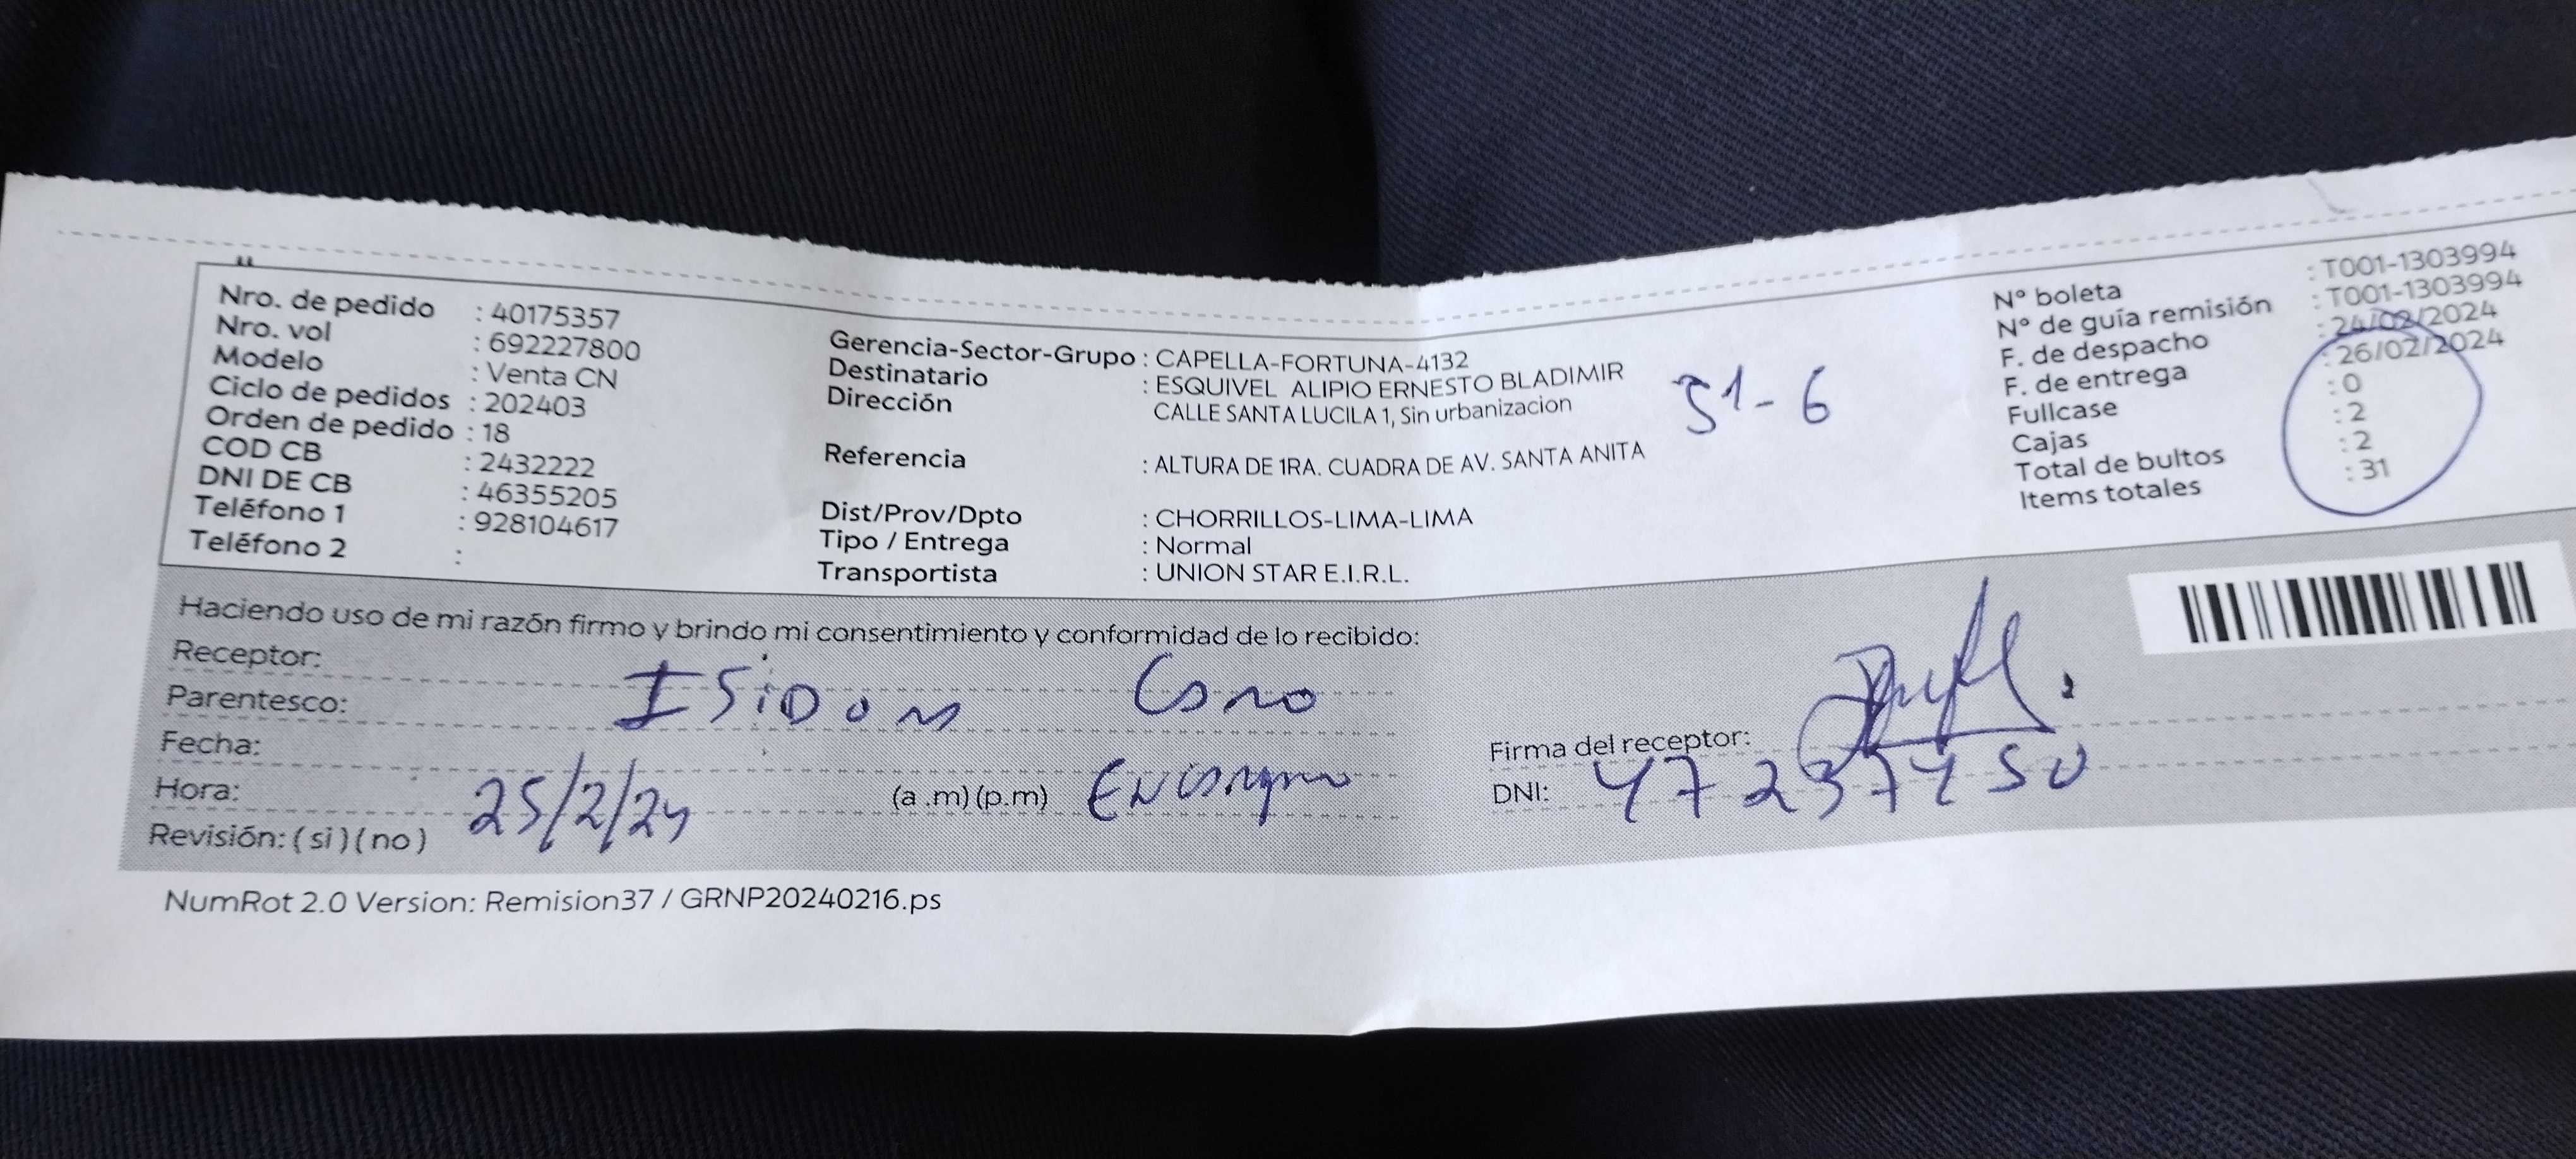 Nro. de pedido : 40175357
Nro. vol : 692227800
Modelo : Venta CN
Ciclo de pedidos : 202403
Orden de pedido : 18
COD CB : 2432222
DNI DE CB : 46355205
Teléfono 1 : 928104617
Teléfono 2 :
Gerencia-Sector-Grupo : CAPELLA-FORTUNA-4132
Destinatario : ESQUIVEL ALIPIO ERNESTO BLADIMIR
Dirección CALLE SANTA LUCILA 1, Sin urbanizacion
Referencia : ALTURA DE 1RA. CUADRA DE AV. SANTA ANITA
Dist/Prov/Dpto : CHORRILLOS-LIMA-LIMA
Tipo / Entrega : Normal
Transportista : UNION STAR E.I.R.L.
51-6
N° boleta : T001-1303994
N° de guía remisión : T001-1303994
F. de despacho : 24/02/2024
F. de entrega : 26/02/2024
Fullcase : 0
Cajas : 2
Total de bultos : 2
Items totales : 31
Haciendo uso de mi razón firmo y brindo mi consentimiento y conformidad de lo recibido:
Receptor:
Parentesco:
Fecha:
Hora: (a .m) (p.m)
Revisión: ( si ) ( no ) 25/2/24
Firma del receptor:
DNI: 47237450
NumRot 2.0 Version: Remision37 / GRNP20240216.ps